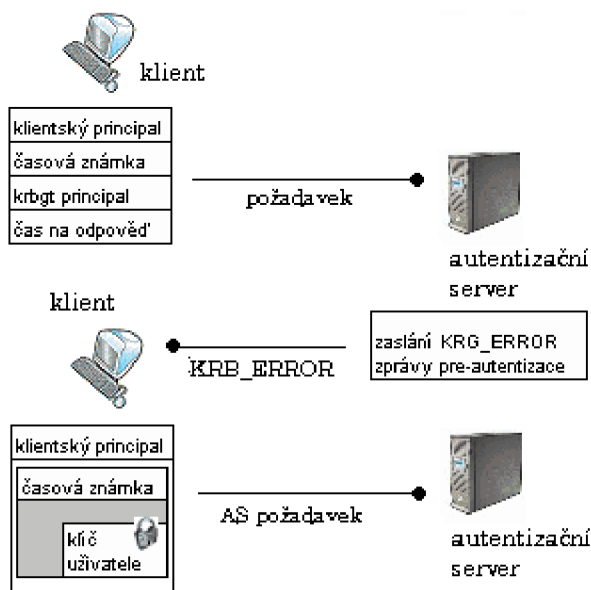 klient
klientský principal
časová známka
krbgt principal
čas na odpověď
požadavek
autentizační
server
klient
KRB_ERROR
zaslání KRG_ERROR
zprávy pre-autentizace
klientský principal
časová známka
klíč
uživatele
AS požadavek
autentizační
server